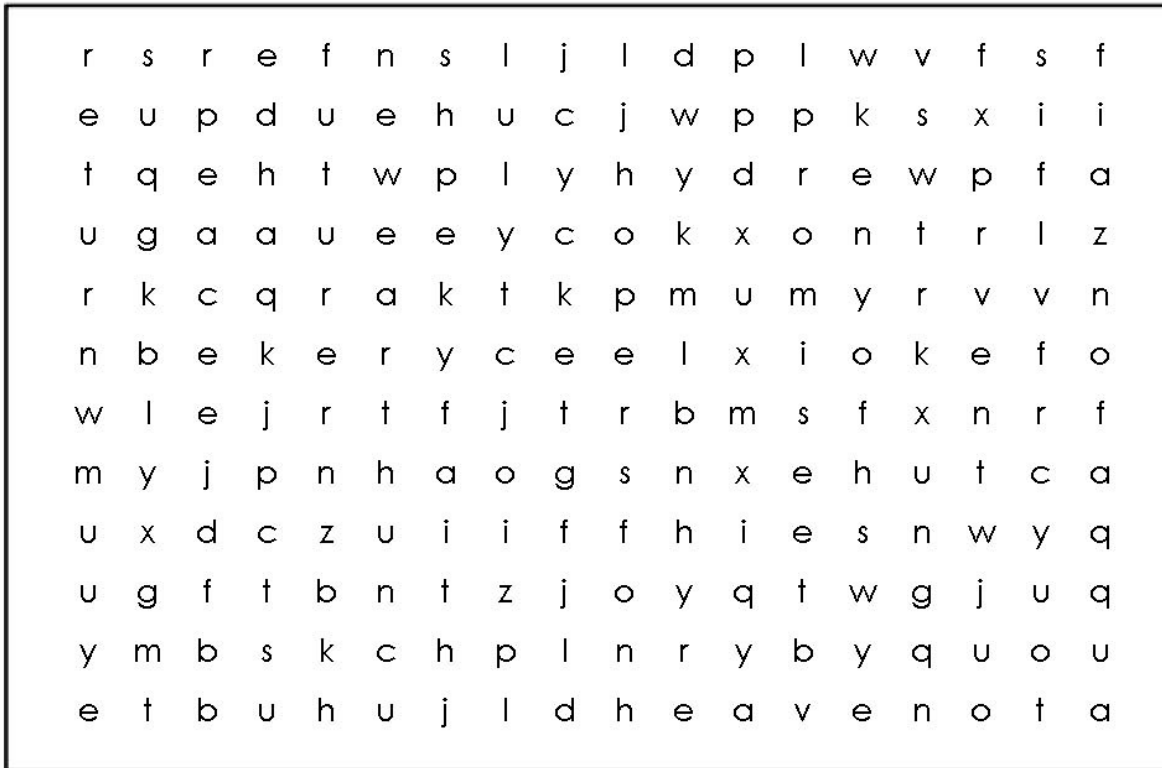 r s r e f n s l j l d p l w v f s f
e u p d u e h u c j w p p k s x i i
t q e h t w p l y h y d r e w p f a
u g a a u e e y c o k x o n t r l z
r k c q r a k t k p m u m y r v v n
n b e k e r y c e e l x i o k e f o
w l e j r t f j t r b m s f x n r f
m y j p n h a o g s n x e h u t c a
u x d c z u i i f f h i e s n w y q
u g f t b n t z j o y q t w g j u q
y m b s k c h p l n r y b y q u o u
e t b u h u j l d h e a v e n o t a